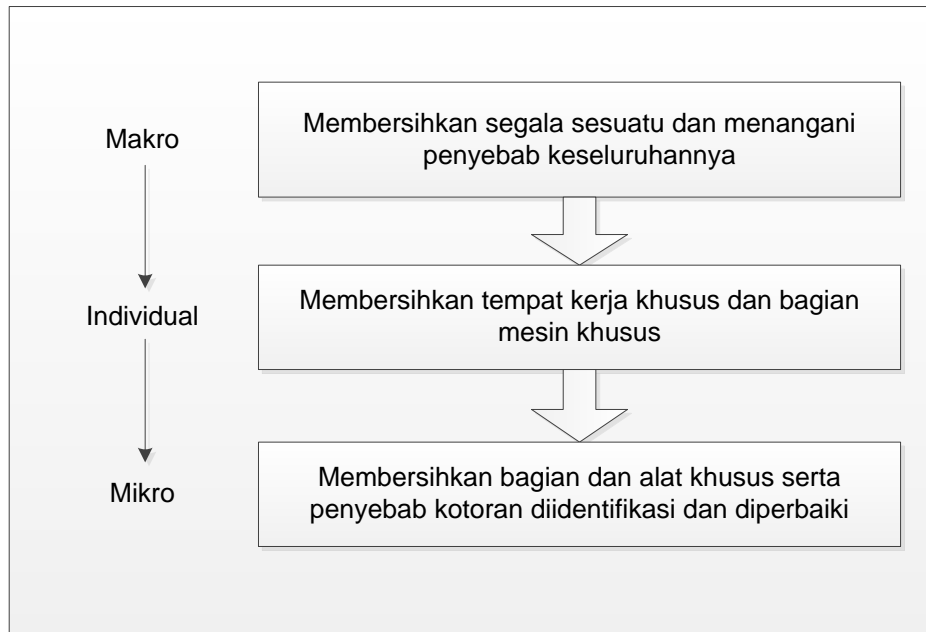 Makro
Membersihkan segala sesuatu dan menangani
penyebab keseluruhannya
Individual
Membersihkan tempat kerja khusus dan bagian
mesin khusus
Mikro
Membersihkan bagian dan alat khusus serta
penyebab kotoran diidentifikasi dan diperbaiki